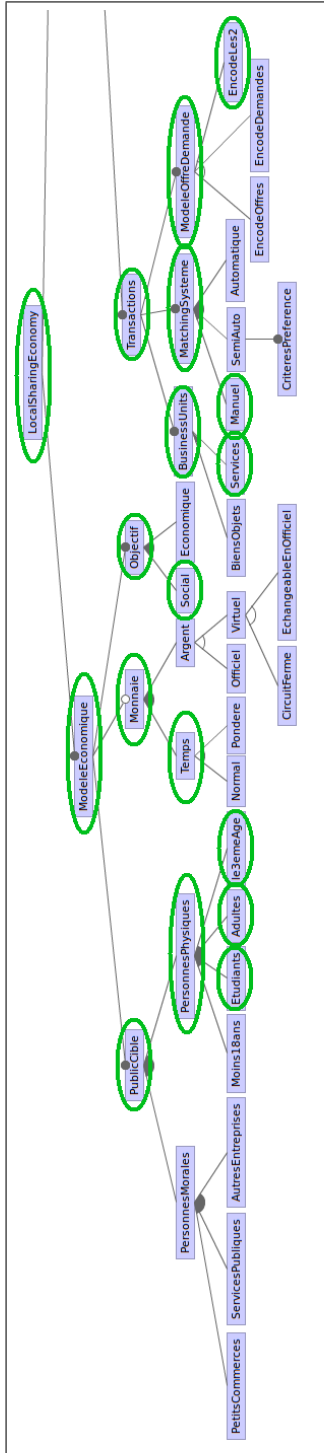 LocalSharingEconomy
ModeleEconomique
Transactions
PublicCible
Monnaie
Objectif
BusinessUnits
MatchingSysteme
ModeleOffreDemande
PersonnesMorales
PersonnesPhysiques
Temps
Argent
Social
Economique
BiensObjets
Services
Manuel
SemiAuto
Automatique
EncodeOffres
EncodeDemandes
EncodeLes2
PetitsCommerces
ServicesPubliques
AutresEntreprises
Moins18ans
Etudiants
Adultes
le3emeAge
Normal
Pondere
Officiel
Virtuel
CriteresPreference
CircuitFerme
EchangeableEnOfficiel